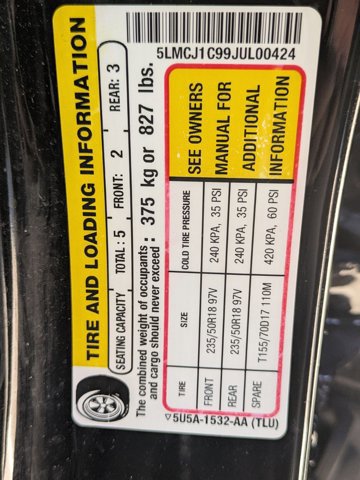 5LMCJ1C99JUL00424
TIRE AND LOADING INFORMATION
SEATING CAPACITY TOTAL : 5 FRONT: 2 REAR: 3
The combined weight of occupants
and cargo should never exceed : 375 kg or 827 lbs.
TIRE SIZE COLD TIRE PRESSURE SEE OWNERS
FRONT 235/50R18 97V 240 KPA, 35 PSI MANUAL FOR
REAR 235/50R18 97V 240 KPA, 35 PSI ADDITIONAL
SPARE T155/70D17 110M 420 KPA, 60 PSI INFORMATION
5U5A-1532-AA (TLU)